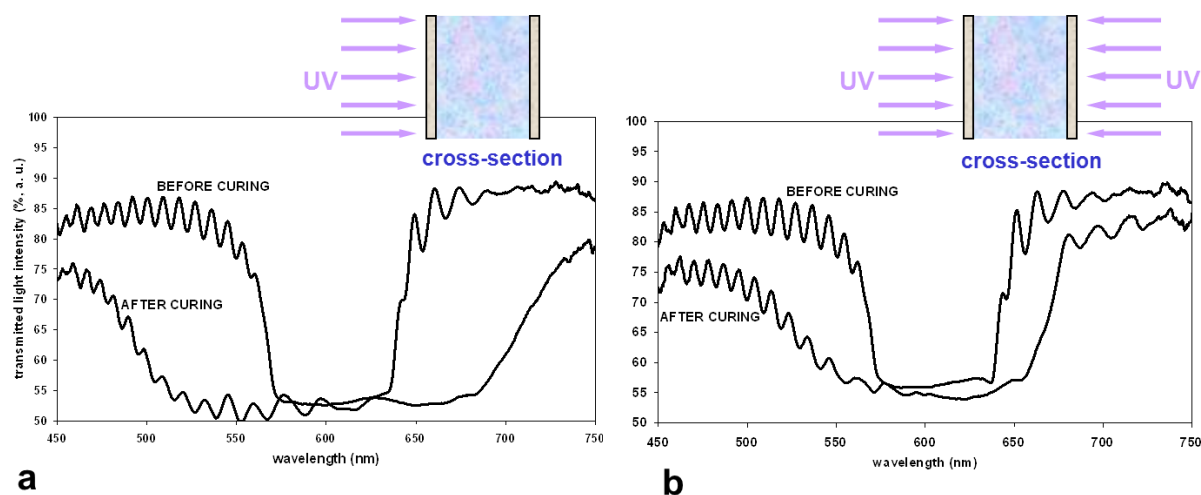 UV
cross-section
100
95
90
85
80
75
70
65
60
55
50
BEFORE CURING
AFTER CURING
transmitted light intensity (%, a. u.)
450 500 550 600 650 700 750
wavelength (nm)
a
UV
UV
cross-section
100
95
90
85
80
75
70
65
60
55
50
BEFORE CURING
AFTER CURING
450 500 550 600 650 700 750
wavelength (nm)
b